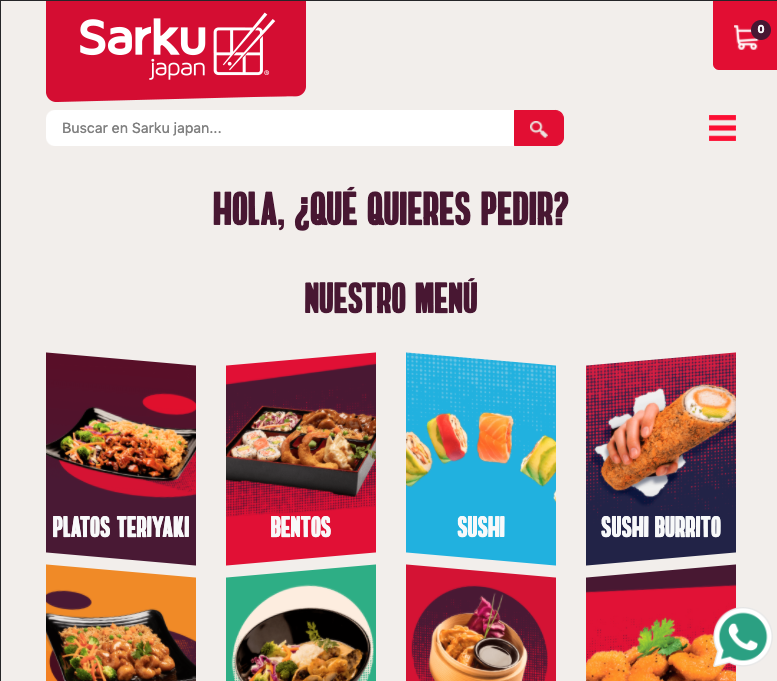 Sarku
japan
0
Buscar en Sarku japan...
HOLA, ¿QUÉ QUIERES PEDIR?
NUESTRO MENÚ
PLATOS TERIYAKI
BENTOS
SUSHI
SUSHI BURRITO